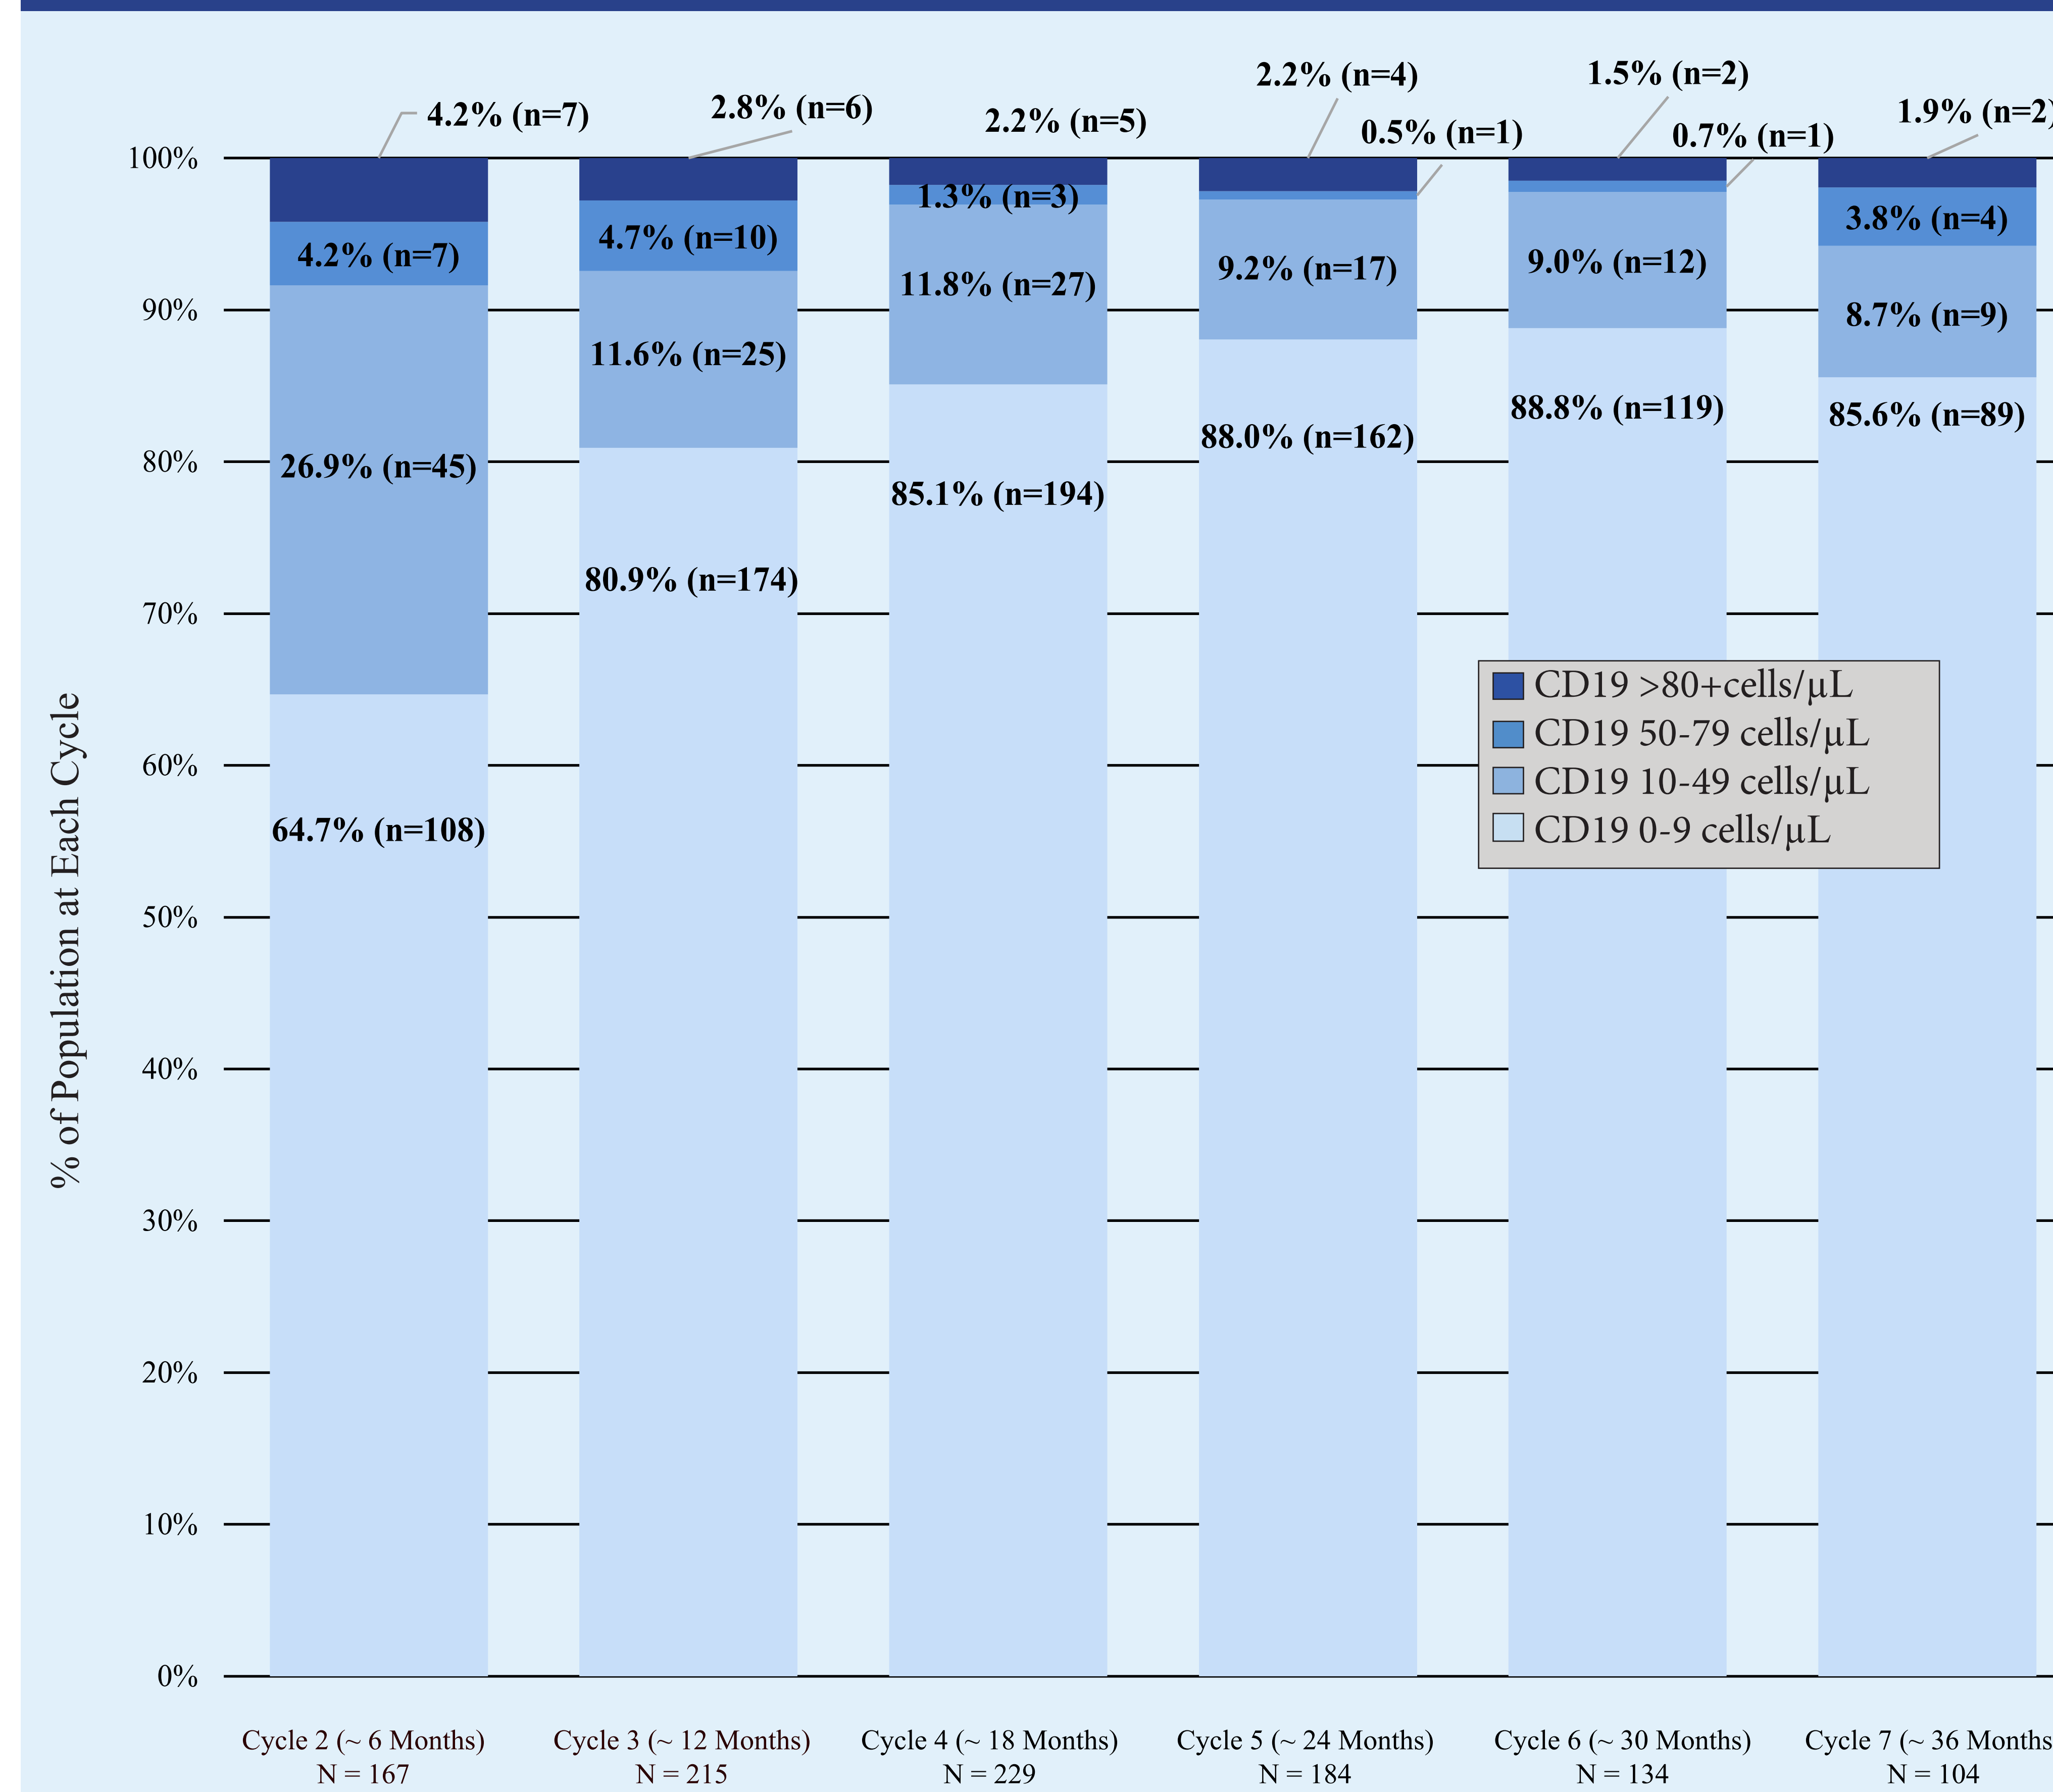 2.2% (n=4)
1.5% (n=2)
4.2% (n=7)
2.8% (n=6)
2.2% (n=5)
0.5% (n=1)
0.7% (n=1)
1.9% (n=2)
100%
4.2% (n=7)
4.7% (n=10)
1.3% (n=3)
11.8% (n=27)
9.2% (n=17)
9.0% (n=12)
3.8% (n=4)
90%
8.7% (n=9)
11.6% (n=25)
26.9% (n=45)
80%
85.1% (n=194)
88.0% (n=162)
88.8% (n=119)
85.6% (n=89)
80.9% (n=174)
70%
CD19 >80+cells/µL
CD19 50-79 cells/µL
CD19 10-49 cells/µL
CD19 0-9 cells/µL
60%
64.7% (n=108)
50%
40%
30%
20%
10%
0%
% of Population at Each Cycle
Cycle 2 (~ 6 Months)
N = 167
Cycle 3 (~ 12 Months)
N = 215
Cycle 4 (~ 18 Months)
N = 229
Cycle 5 (~ 24 Months)
N = 184
Cycle 6 (~ 30 Months)
N = 134
Cycle 7 (~ 36 Months
N = 104